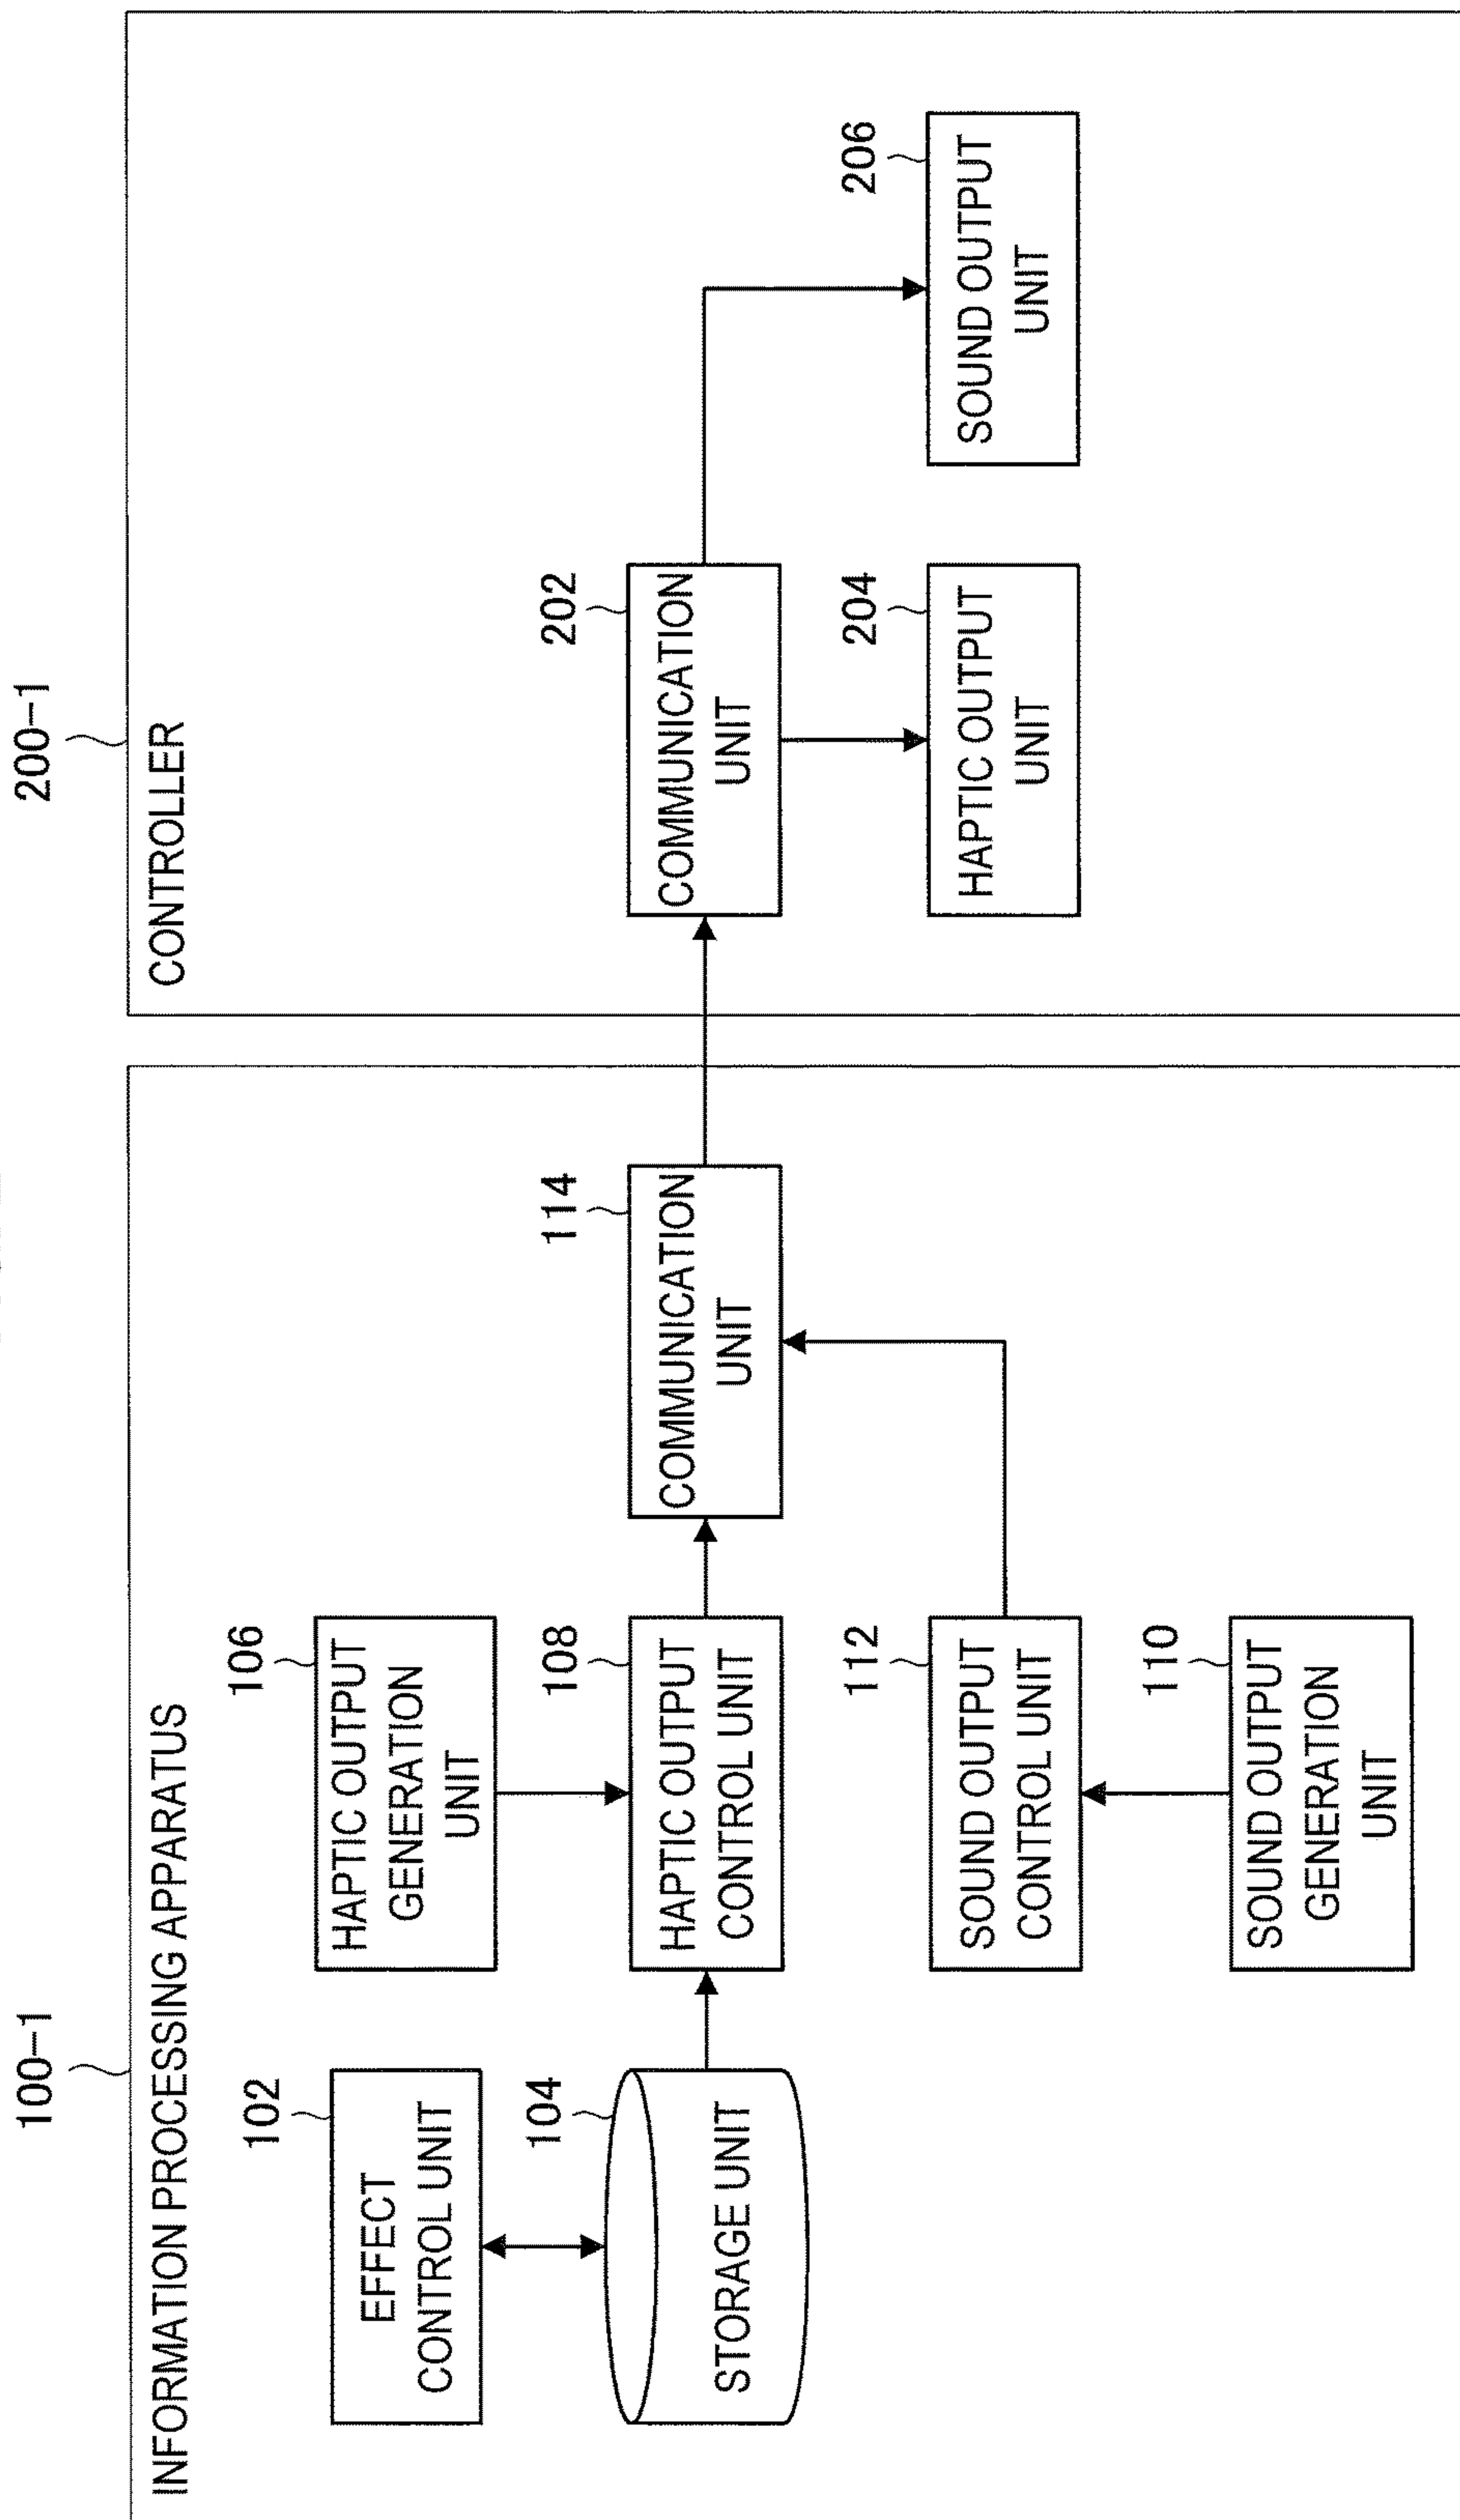 100-1
INFORMATION PROCESSING APPARATUS
102
EFFECT
CONTROL UNIT
104
STORAGE UNIT
106
HAPTIC OUTPUT
GENERATION
UNIT
108
HAPTIC OUTPUT
CONTROL UNIT
112
SOUND OUTPUT
CONTROL UNIT
110
SOUND OUTPUT
GENERATION
UNIT
114
COMMUNICATION
UNIT
200-1
CONTROLLER
202
COMMUNICATION
UNIT
204
HAPTIC OUTPUT
UNIT
206
SOUND OUTPUT
UNIT